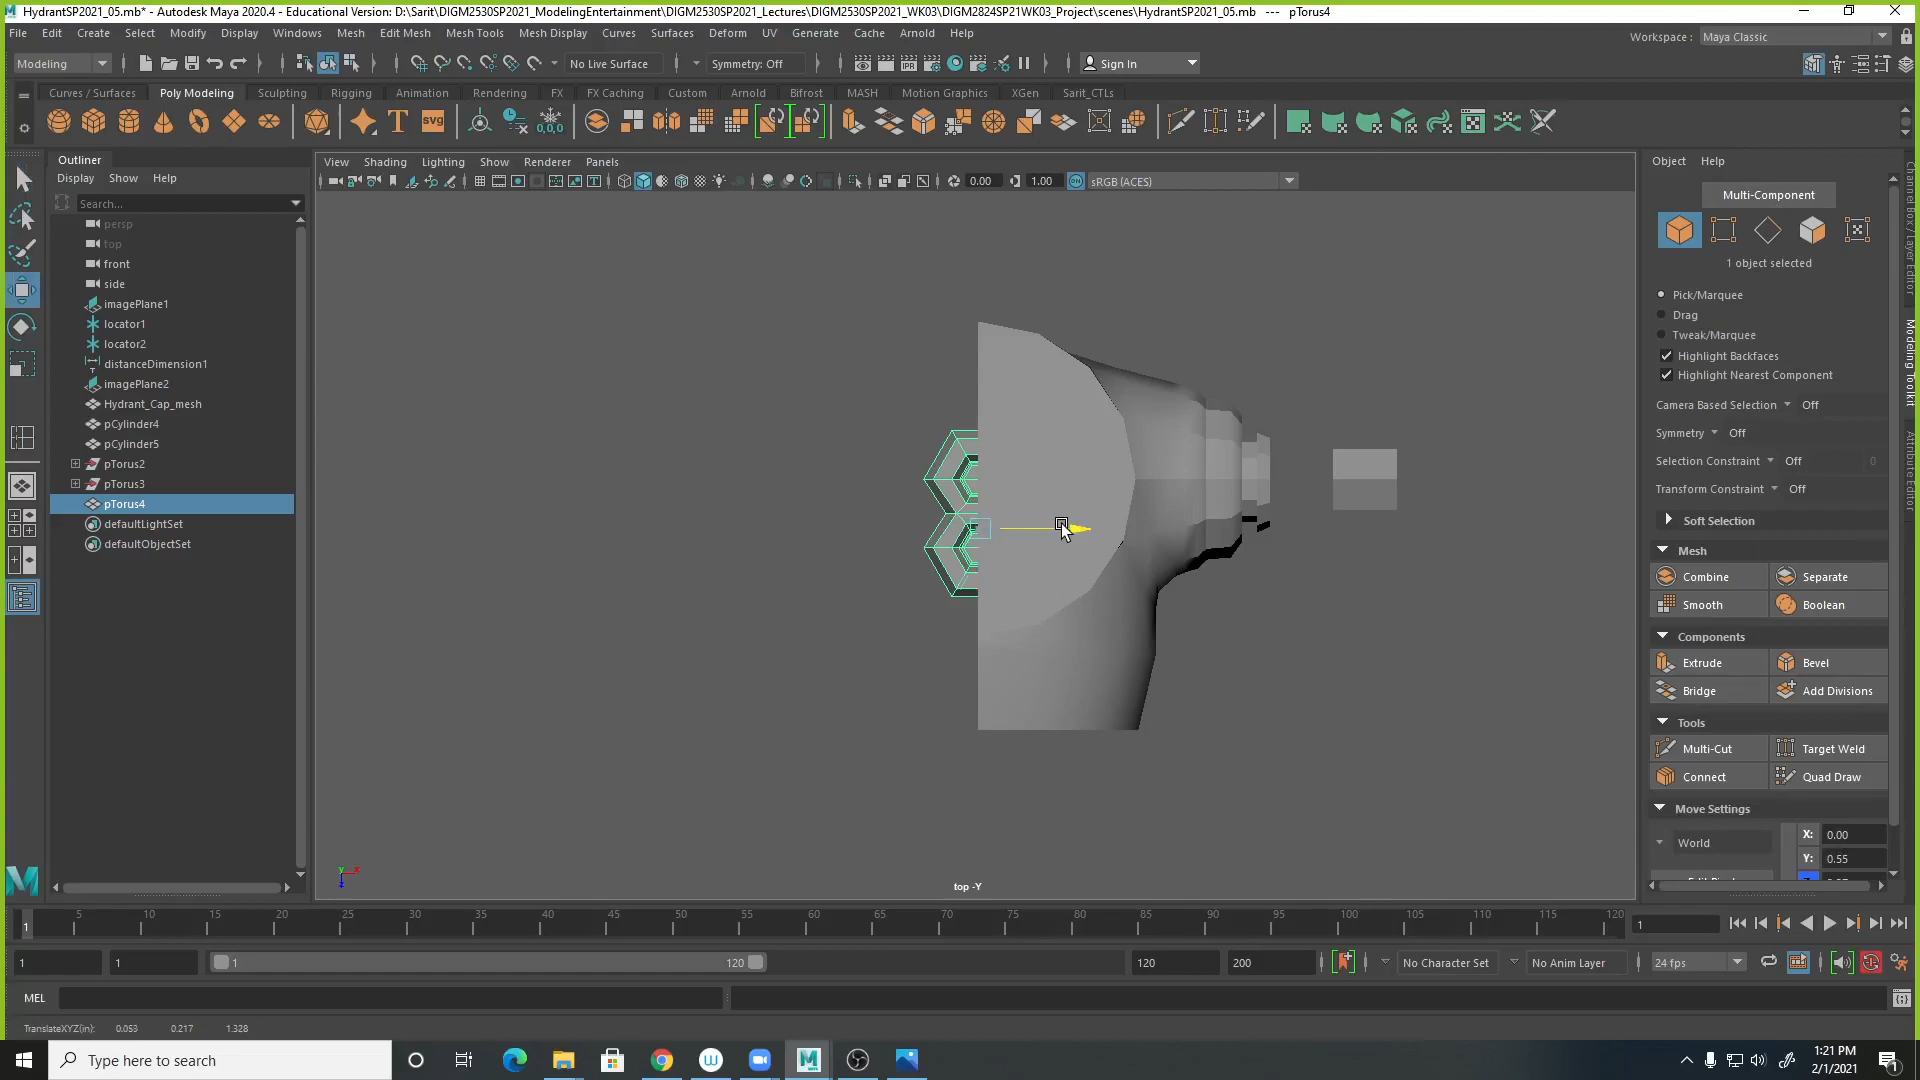 HydrantSP2021_05.mb* - Autodesk Maya 2020.4 - Educational Version: D:\Sarit\DIGM2530SP2021_ModelingEntertainment\DIGM2530SP2021_Lectures\DIGM2530SP2021_WK03\DIGM2824SP21WK03_Project\scenes\HydrantSP2021_05.mb --- pTorus4
File Edit Create Select Modify Display Windows Mesh Edit Mesh Mesh Tools Mesh Display Curves Surfaces Deform UV Generate Cache Arnold Help
Workspace : Maya Classic
Modeling No Live Surface Symmetry: Off Sign In
Curves / Surfaces Poly Modeling Sculpting Rigging Animation Rendering FX FX Caching Custom Arnold Bifrost MASH Motion Graphics XGen Sarit_CTLs
Outliner
Display Show Help
Search...
persp
top
front
side
imagePlane1
locator1
locator2
distanceDimension1
imagePlane2
Hydrant_Cap_mesh
pCylinder4
pCylinder5
pTorus2
pTorus3
pTorus4
defaultLightSet
defaultObjectSet
View Shading Lighting Show Renderer Panels
0.00 1.00 sRGB (ACES)
top -Y
Object Help
Multi-Component
1 object selected
Pick/Marquee
Drag
Tweak/Marquee
Highlight Backfaces
Highlight Nearest Component
Camera Based Selection Off
Symmetry Off
Selection Constraint Off 0
Transform Constraint Off
Soft Selection
Mesh
Combine Separate
Smooth Boolean
Components
Extrude Bevel
Bridge Add Divisions
Tools
Multi-Cut Target Weld
Connect Quad Draw
Move Settings
World X: 0.00
Y: 0.55
Channel Box / Layer Editor
Modeling Toolkit
Attribute Editor
5 10 15 20 25 30 35 40 45 50 55 60 65 70 75 80 85 90 95 100 105 110 115 120
1 1
1 1 1 120 120 200 No Character Set No Anim Layer 24 fps
MEL
TranslateXYZ(in): 0.059 0.217 1.328
Type here to search
1:21 PM
2/1/2021